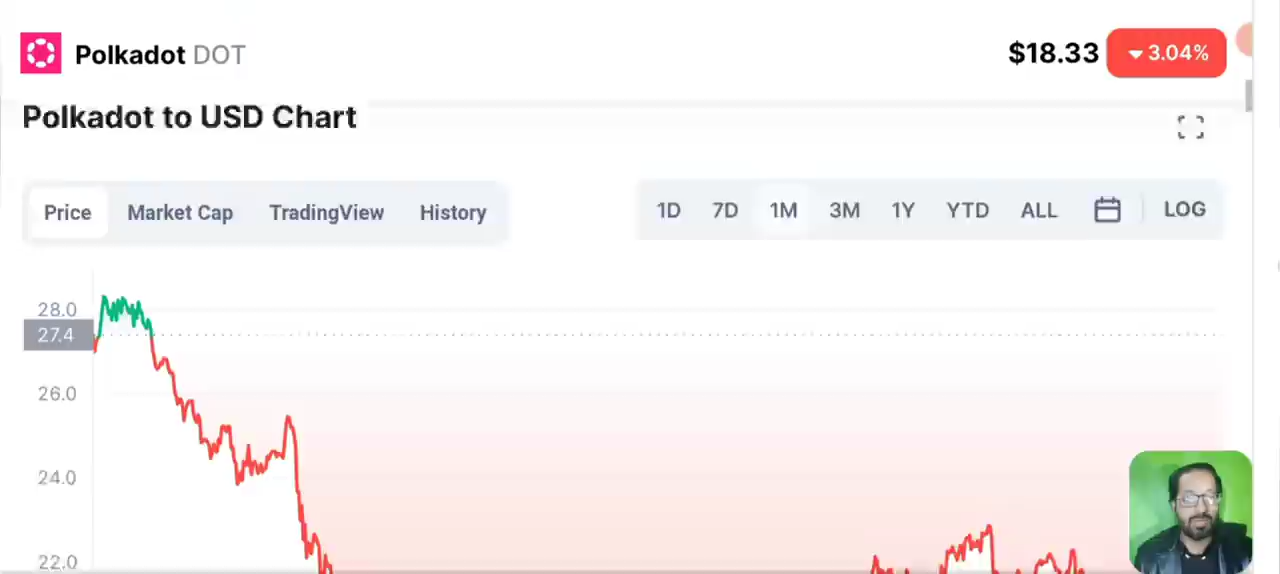 Polkadot DOT
$18.33 3.04%
Polkadot to USD Chart
Price Market Cap TradingView History
1D 7D 1M 3M 1Y YTD ALL LOG
28.0
27.4
26.0
24.0
22.0